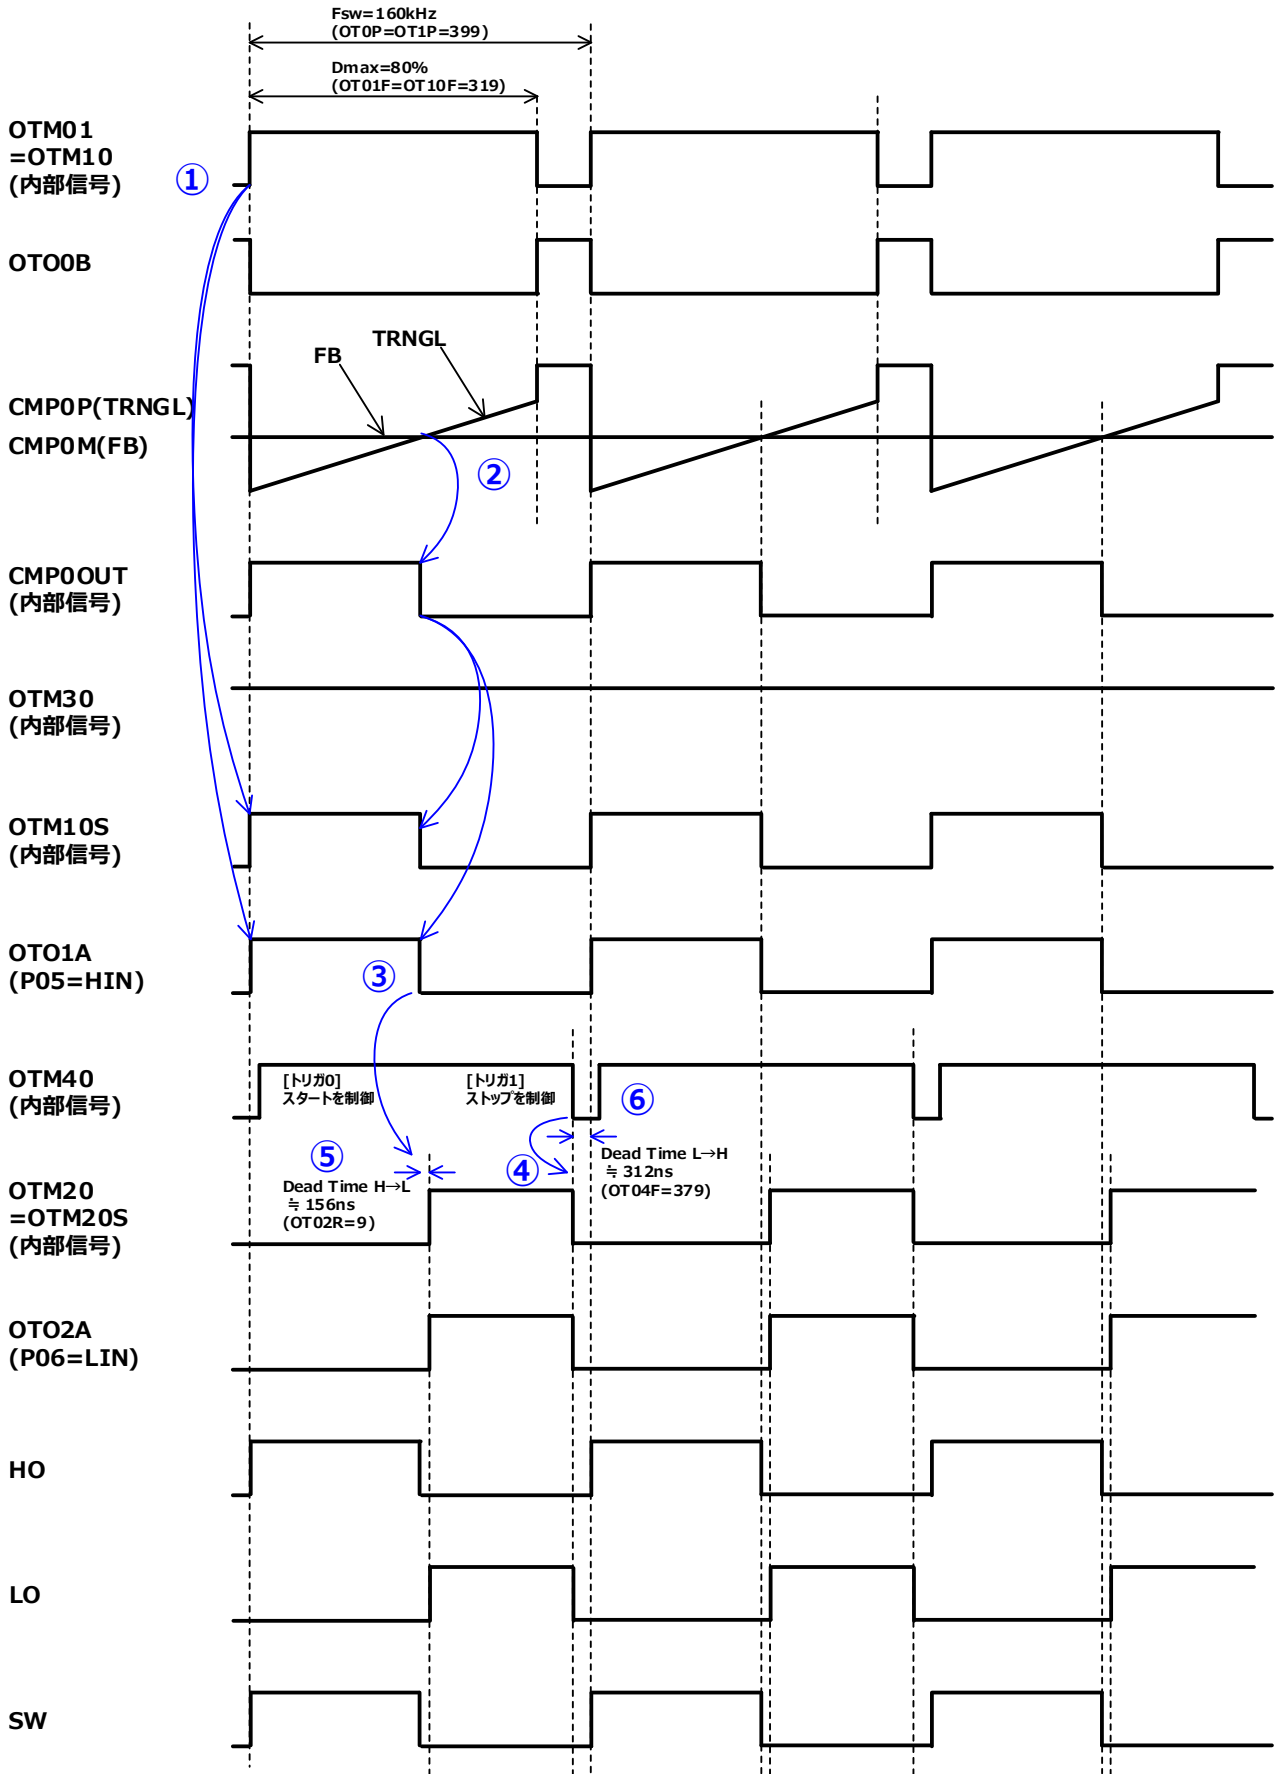 Fsw=160kHz
(OT0P=OT1P=399)
Dmax=80%
(OT01F=OT10F=319)
OTM01
=OTM10
(内部信号)
①
OTO0B
FB
TRNGL
CMP0P(TRNGL)
CMP0M(FB)
②
CMP0OUT
(内部信号)
OTM30
(内部信号)
OTM10S
(内部信号)
OTO1A
(P05=HIN)
③
OTM40
(内部信号)
[トリガ0]
スタートを制御
[トリガ1]
ストップを制御
⑥
⑤
Dead Time H→L
≒ 156ns
(OT02R=9)
④
Dead Time L→H
≒ 312ns
(OT04F=379)
OTM20
=OTM20S
(内部信号)
OTO2A
(P06=LIN)
HO
LO
SW